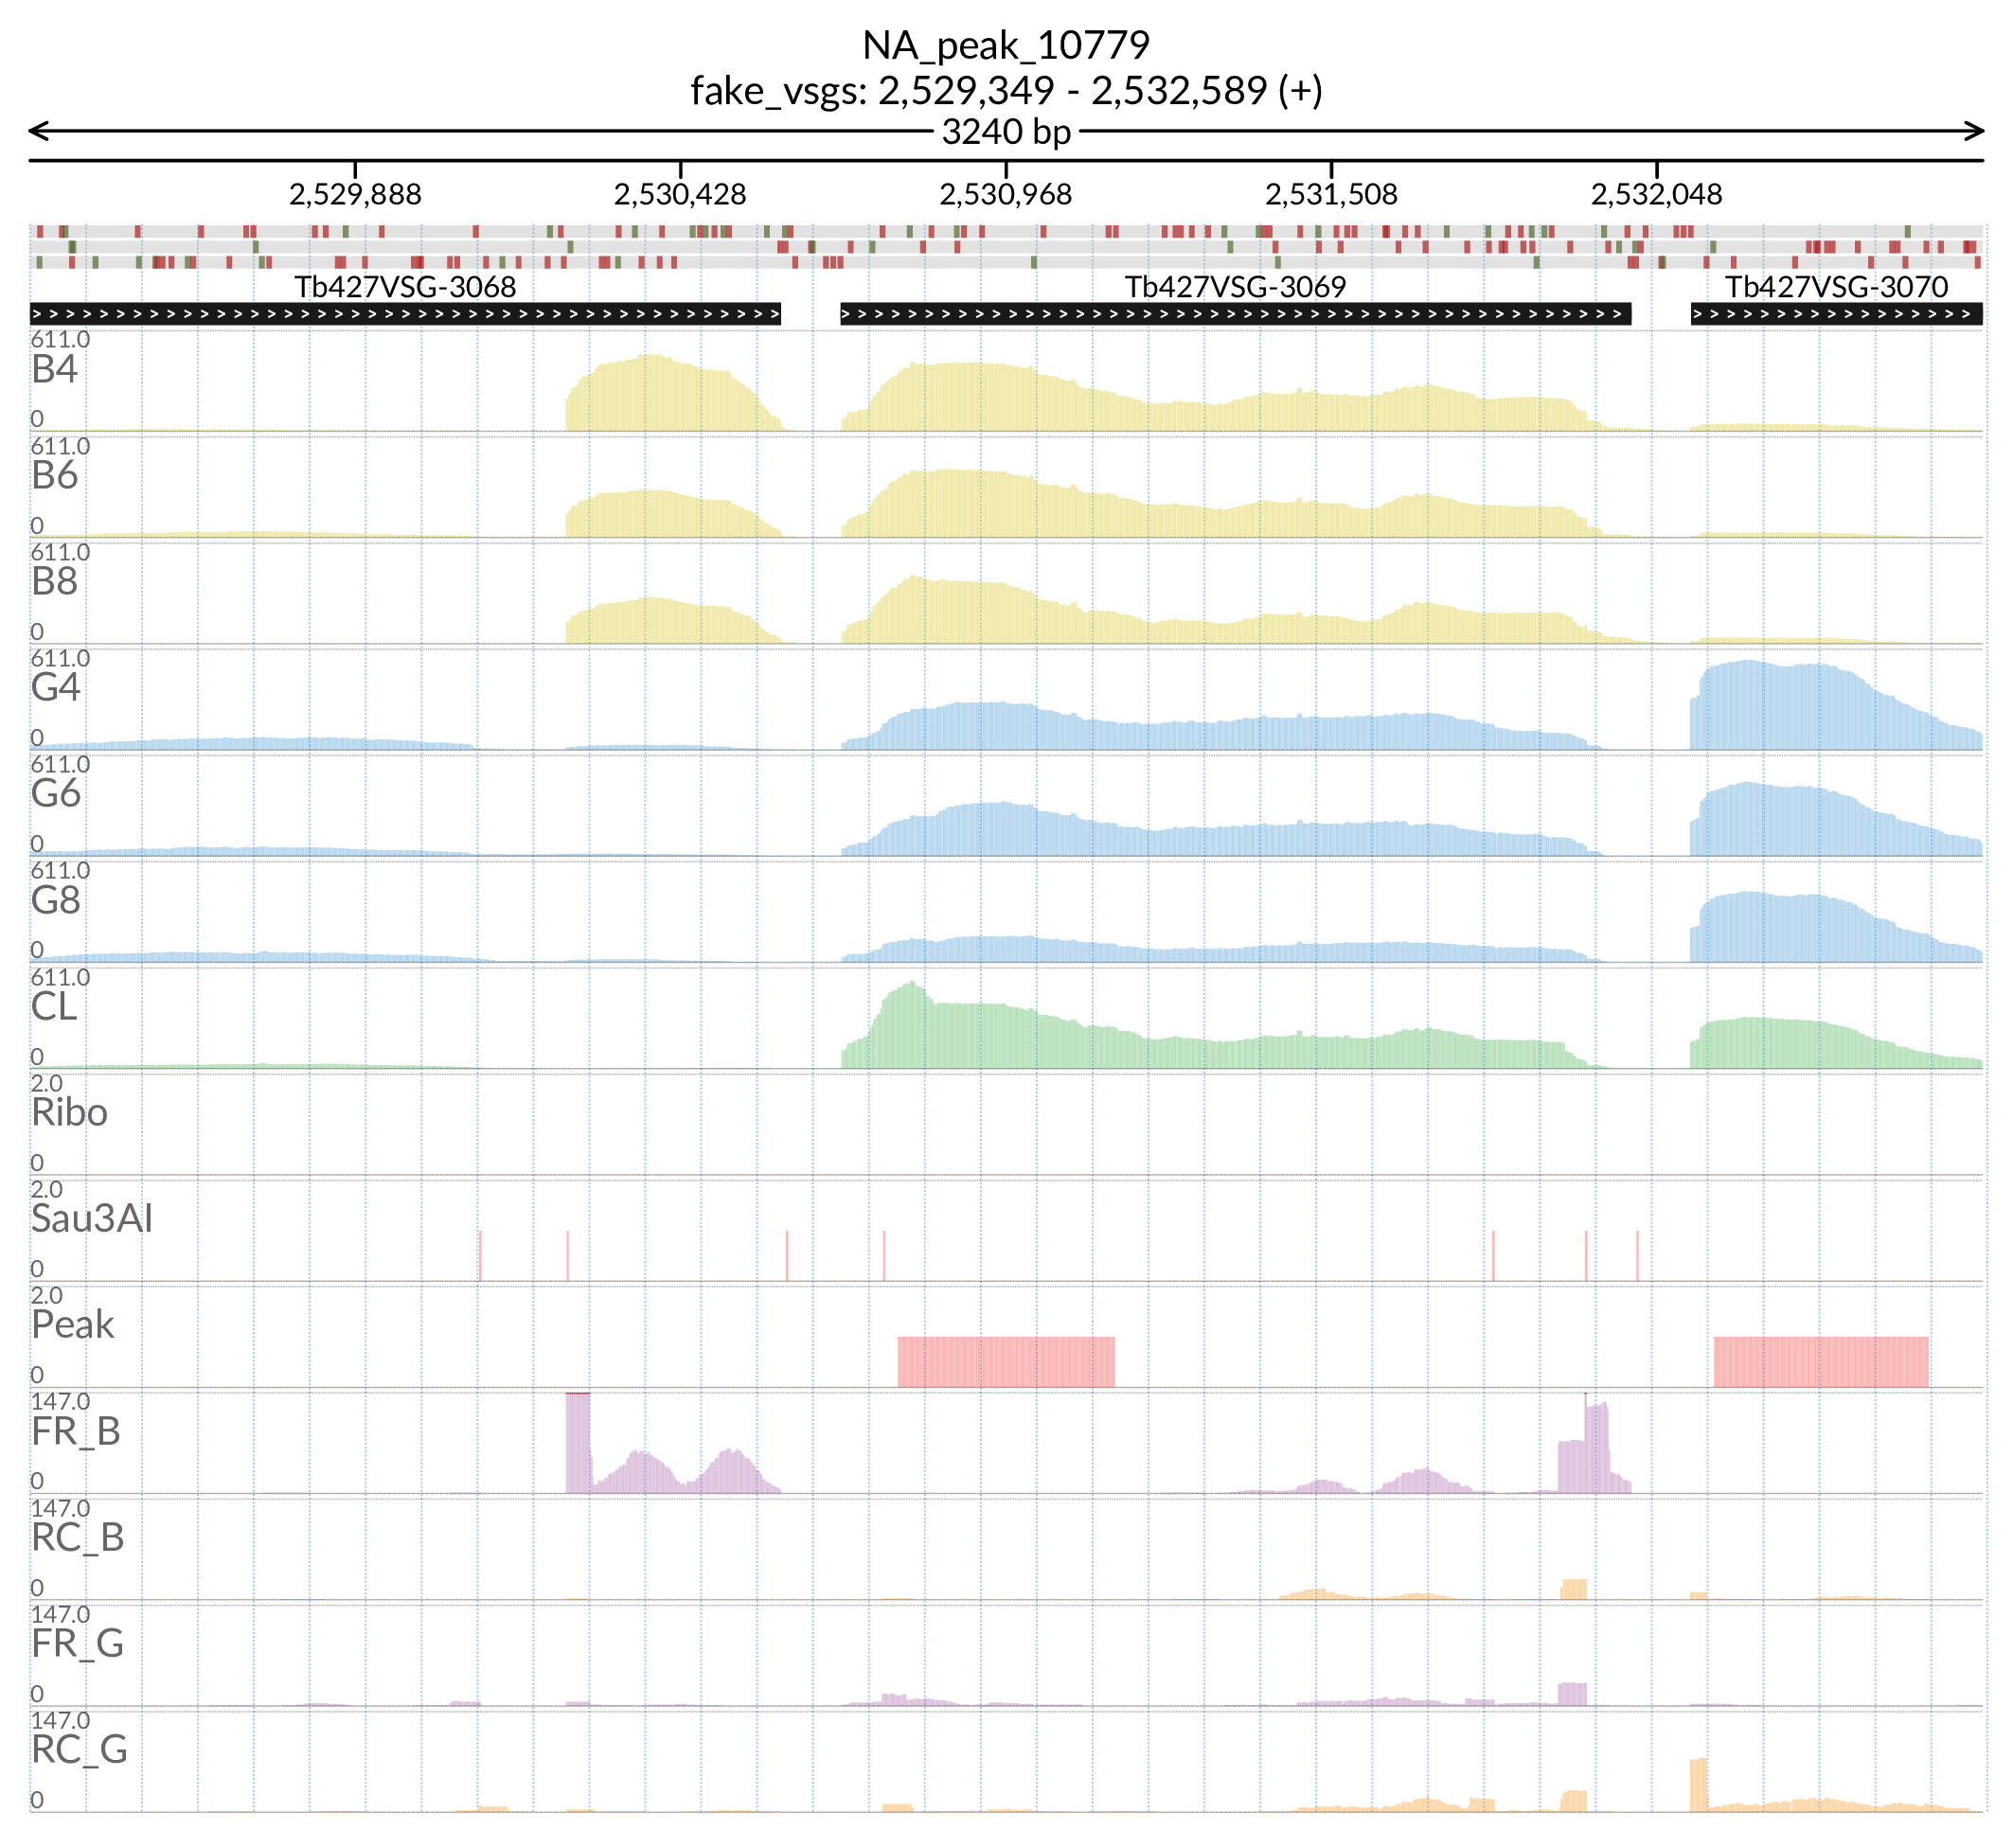 NA_peak_10779
fake_vsgs: 2,529,349 - 2,532,589 (+)
3240 bp
2,529,888 2,530,428 2,530,968 2,531,508 2,532,048
Tb427VSG-3068 Tb427VSG-3069 Tb427VSG-3070
611.0
B4
0
611.0
B6
0
611.0
B8
0
611.0
G4
0
611.0
G6
0
611.0
G8
0
611.0
CL
0
2.0
Ribo
0
2.0
Sau3AI
0
2.0
Peak
0
147.0
FR_B
0
147.0
RC_B
0
147.0
FR_G
0
147.0
RC_G
0